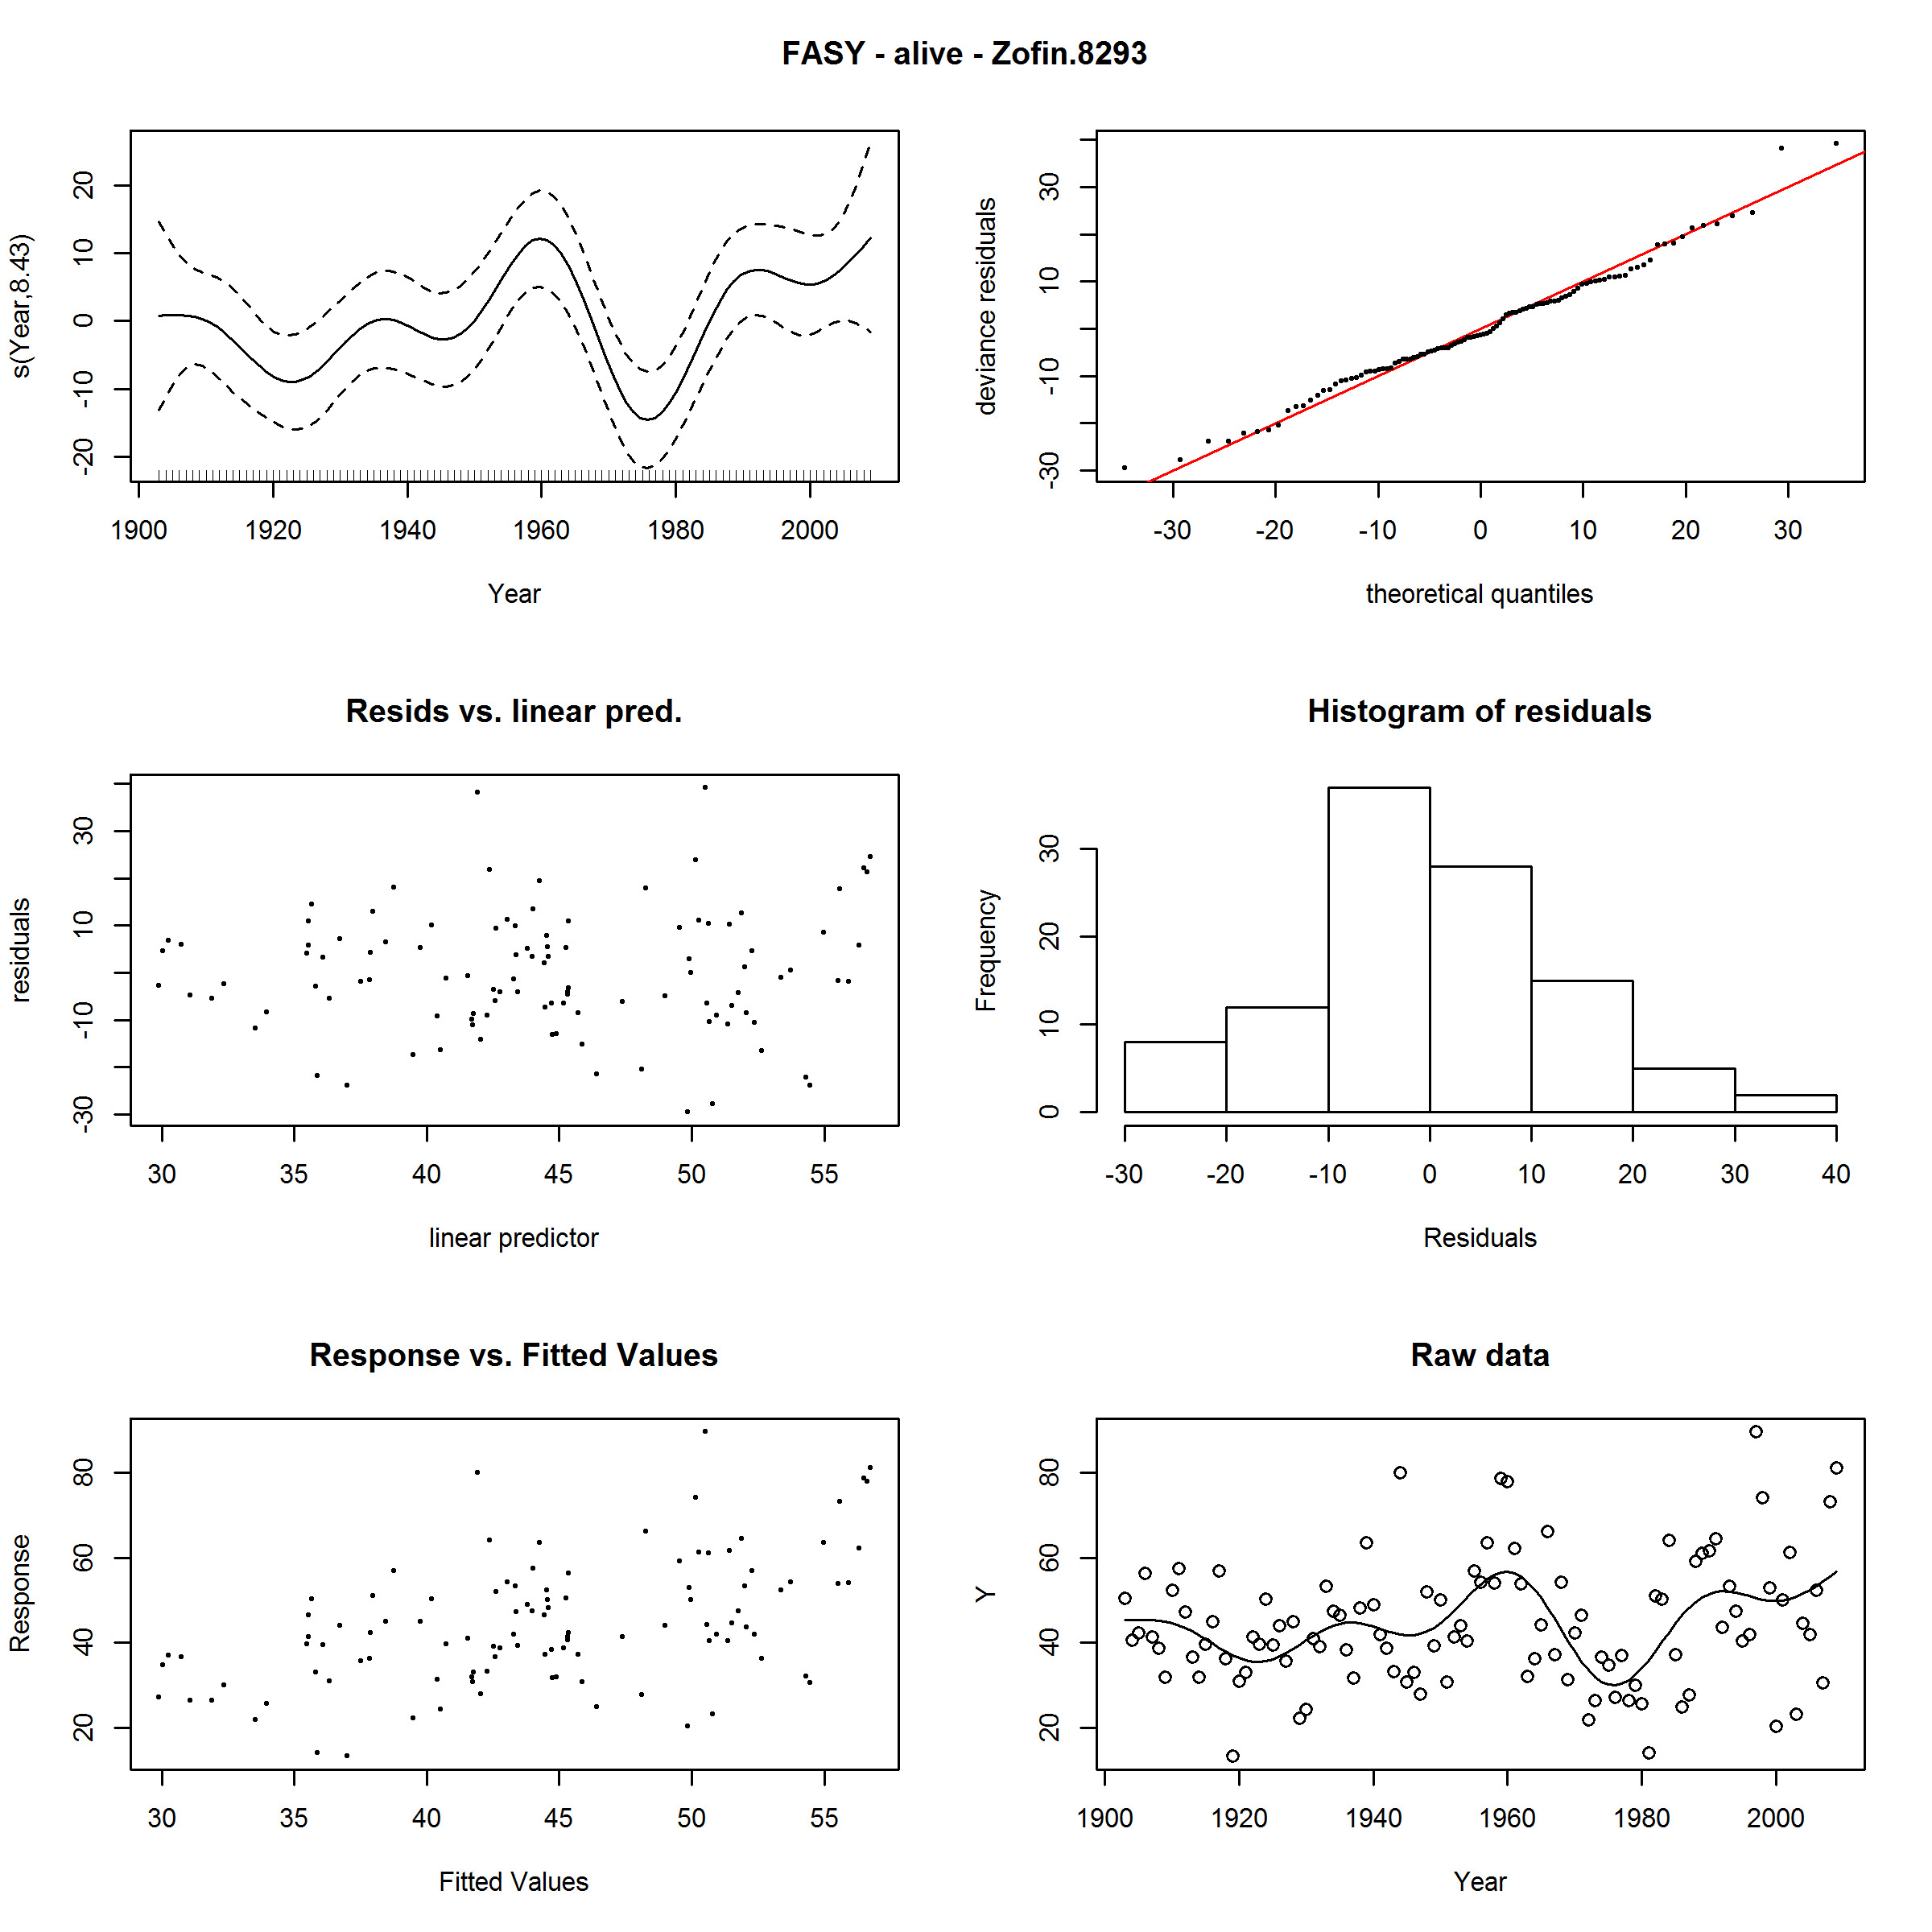 FASY - alive - Zofin.8293
s(Year,8.43)
-20 -10 0 10 20
1900 1920 1940 1960 1980 2000
Year
deviance residuals
-30 -10 10 30
-30 -20 -10 0 10 20 30
theoretical quantiles
Resids vs. linear pred.
residuals
-30 -10 10 30
30 35 40 45 50 55
linear predictor
Histogram of residuals
Frequency
0 10 20 30
-30 -20 -10 0 10 20 30 40
Residuals
Response vs. Fitted Values
Response
20 40 60 80
30 35 40 45 50 55
Fitted Values
Raw data
Y
20 40 60 80
1900 1920 1940 1960 1980 2000
Year